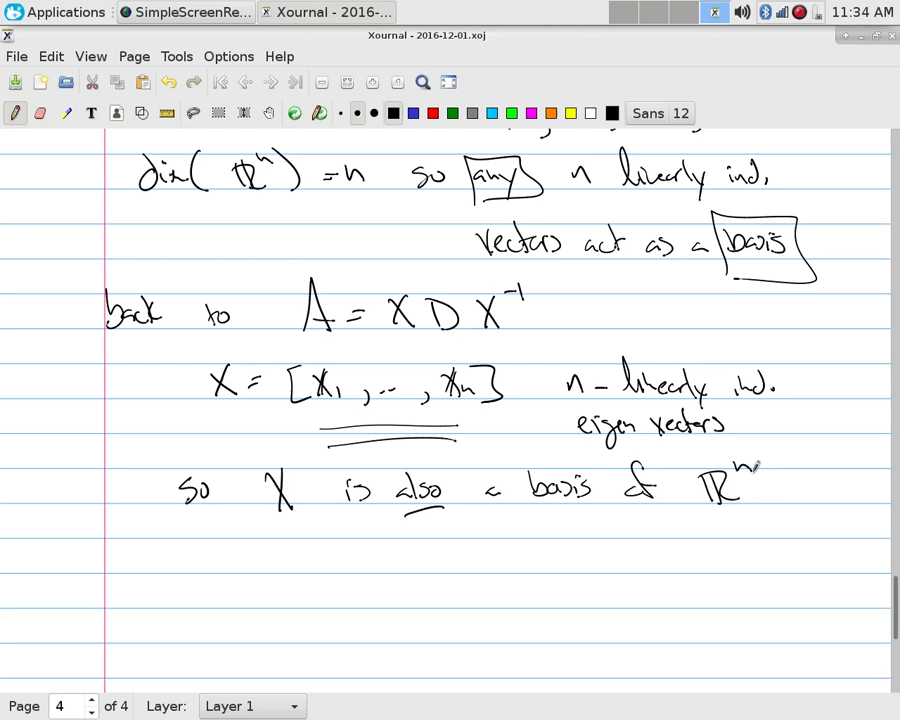 Applications SimpleScreenRe... Xournal - 2016-... 11:34 AM
Xournal - 2016-12-01.xoj
File Edit View Page Tools Options Help
Sans 12
dim( ℝⁿ ) = n so any n linearly ind.
vectors act as a basis
back to A = X D X⁻¹
X = [X₁, ..., Xₙ] n - linearly ind.
eigen vectors
so X is also a basis of ℝⁿ
Page 4 of 4 Layer: Layer 1